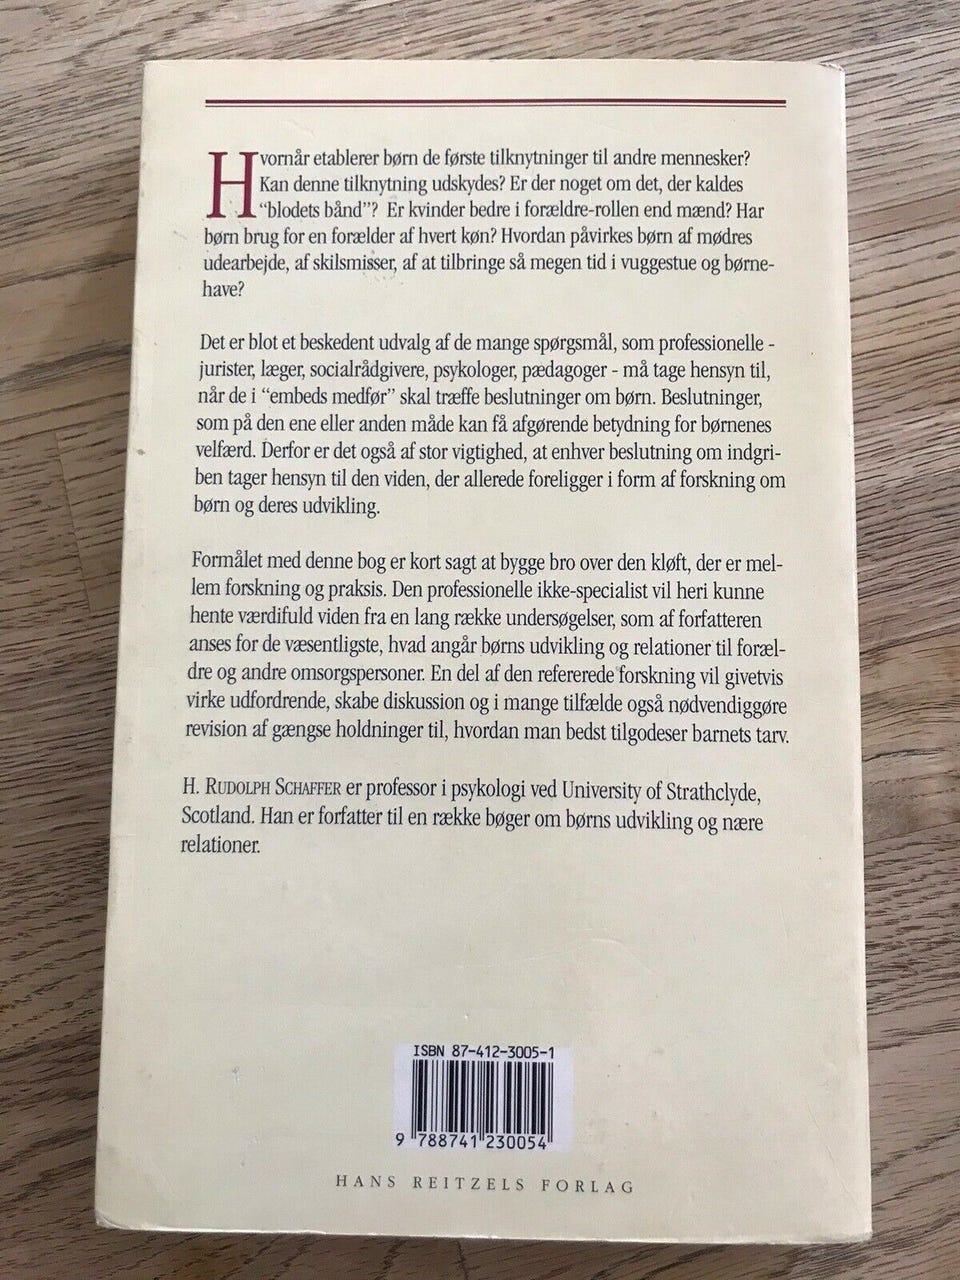 Hvornår etablerer børn de første tilknytninger til andre mennesker?
Kan denne tilknytning udskydes? Er der noget om det, der kaldes
“blodets bånd”? Er kvinder bedre i forældre-rollen end mænd? Har
børn brug for en forælder af hvert køn? Hvordan påvirkes børn af mødres
udearbejde, af skilsmisser, af at tilbringe så megen tid i vuggestue og børne-
have?
Det er blot et beskedent udvalg af de mange spørgsmål, som professionelle -
jurister, læger, socialrådgivere, psykologer, pædagoger - må tage hensyn til,
når de i “embeds medfør” skal træffe beslutninger om børn. Beslutninger,
som på den ene eller anden måde kan få afgørende betydning for børnenes
velfærd. Derfor er det også af stor vigtighed, at enhver beslutning om indgri-
ben tager hensyn til den viden, der allerede foreligger i form af forskning om
børn og deres udvikling.
Formålet med denne bog er kort sagt at bygge bro over den kløft, der er mel-
lem forskning og praksis. Den professionelle ikke-specialist vil heri kunne
hente værdifuld viden fra en lang række undersøgelser, som af forfatteren
anses for de væsentligste, hvad angår børns udvikling og relationer til foræl-
dre og andre omsorgspersoner. En del af den refererede forskning vil givetvis
virke udfordrende, skabe diskussion og i mange tilfælde også nødvendiggøre
revision af gængse holdninger til, hvordan man bedst tilgodeser barnets tarv.
H. RUDOLPH SCHAFFER er professor i psykologi ved University of Strathclyde,
Scotland. Han er forfatter til en række bøger om børns udvikling og nære
relationer.
ISBN 87-412-3005-1
9 788741 230054
HANS REITZELS FORLAG